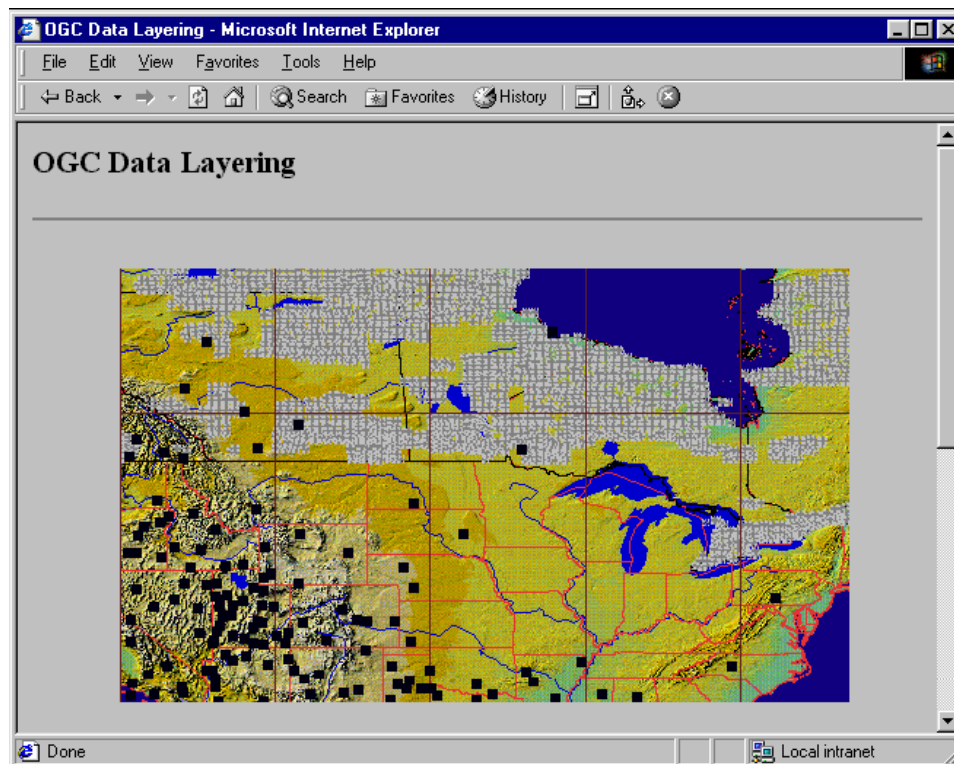 OGC Data Layering - Microsoft Internet Explorer
File Edit View Favorites Tools Help
Back Search Favorites History
OGC Data Layering
Done Local intranet